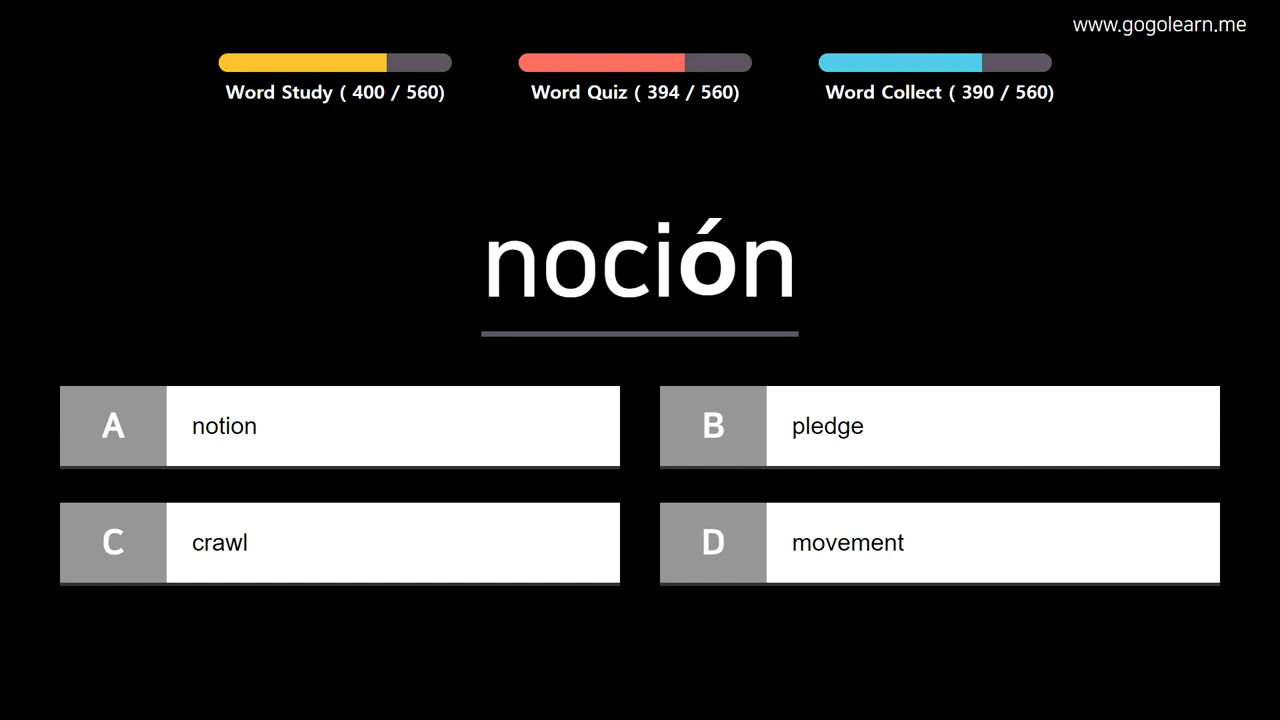 www.gogolearn.me
Word Study ( 400 / 560)
Word Quiz ( 394 / 560)
Word Collect ( 390 / 560)
noción
A notion
B pledge
C crawl
D movement